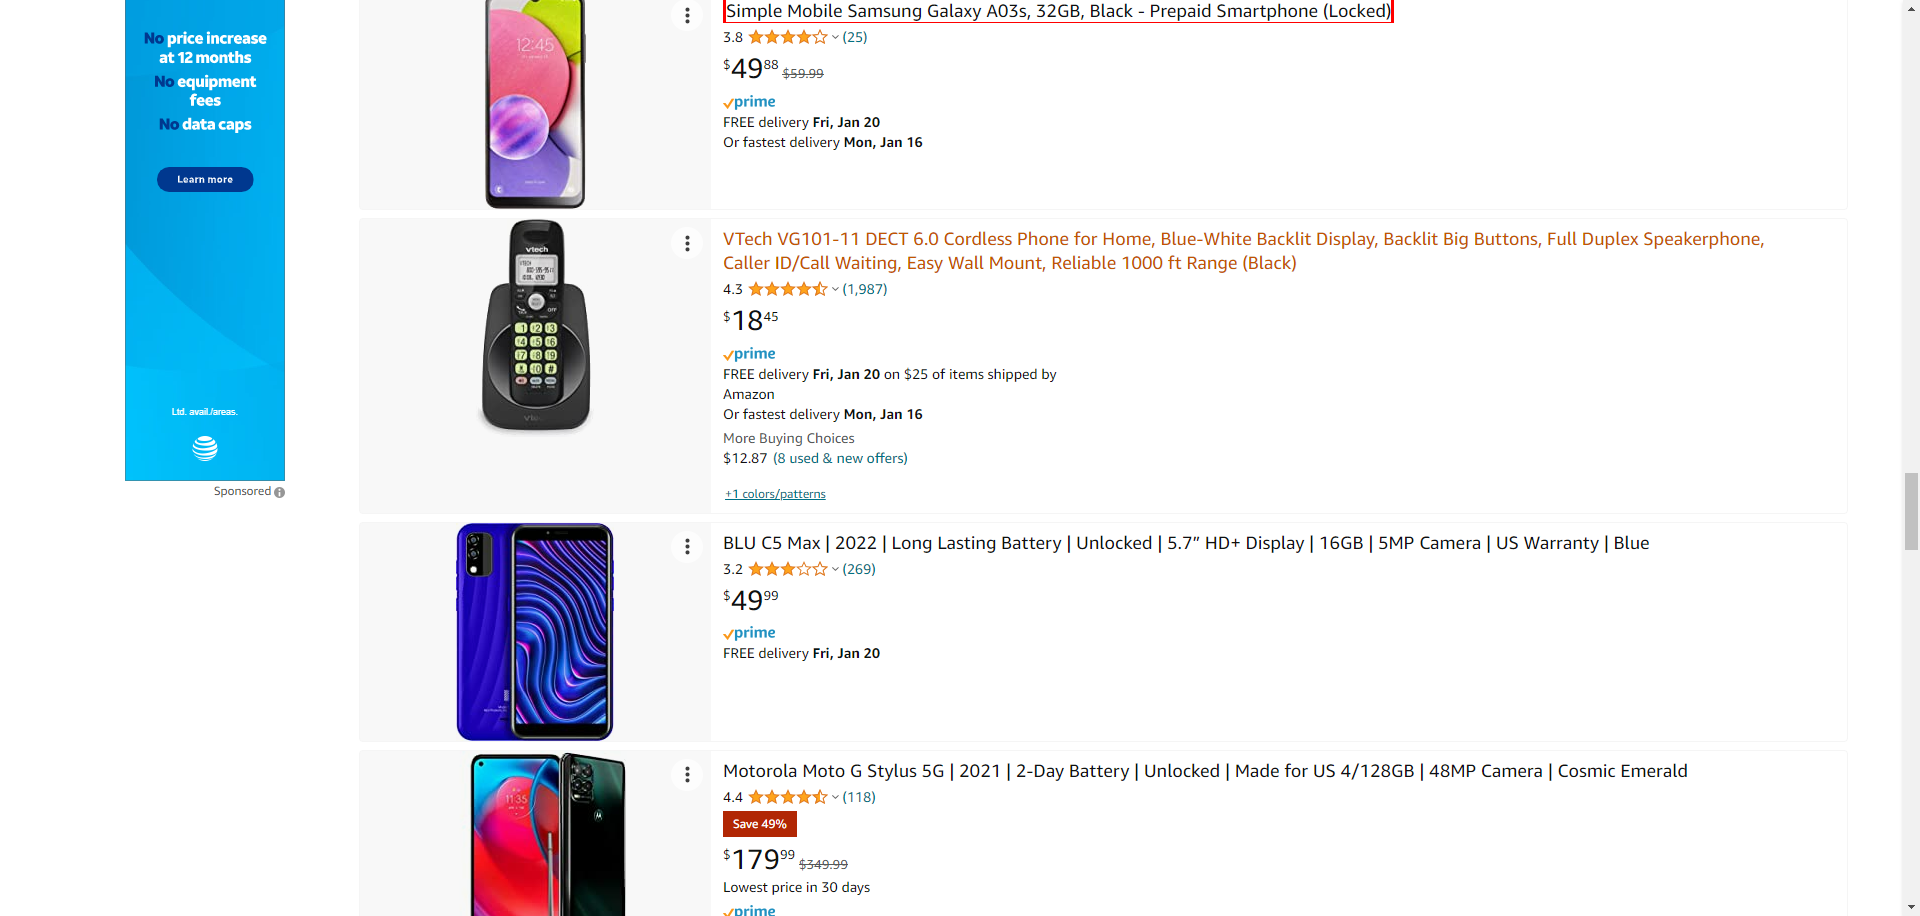 No price increase
at 12 months
No equipment
fees
No data caps
Learn more
Ltd. avail./areas.
Sponsored
12:45
Simple Mobile Samsung Galaxy A03s, 32GB, Black - Prepaid Smartphone (Locked)
3.8 (25)
$49.88 $59.99
prime
FREE delivery Fri, Jan 20
Or fastest delivery Mon, Jan 16
vtech
VTech VG101-11 DECT 6.0 Cordless Phone for Home, Blue-White Backlit Display, Backlit Big Buttons, Full Duplex Speakerphone,
Caller ID/Call Waiting, Easy Wall Mount, Reliable 1000 ft Range (Black)
4.3 (1,987)
$18.45
prime
FREE delivery Fri, Jan 20 on $25 of items shipped by
Amazon
Or fastest delivery Mon, Jan 16
More Buying Choices
$12.87 (8 used & new offers)
+1 colors/patterns
BLU C5 Max | 2022 | Long Lasting Battery | Unlocked | 5.7” HD+ Display | 16GB | 5MP Camera | US Warranty | Blue
3.2 (269)
$49.99
prime
FREE delivery Fri, Jan 20
11:35
Motorola Moto G Stylus 5G | 2021 | 2-Day Battery | Unlocked | Made for US 4/128GB | 48MP Camera | Cosmic Emerald
4.4 (118)
Save 49%
$179.99 $349.99
Lowest price in 30 days
prime